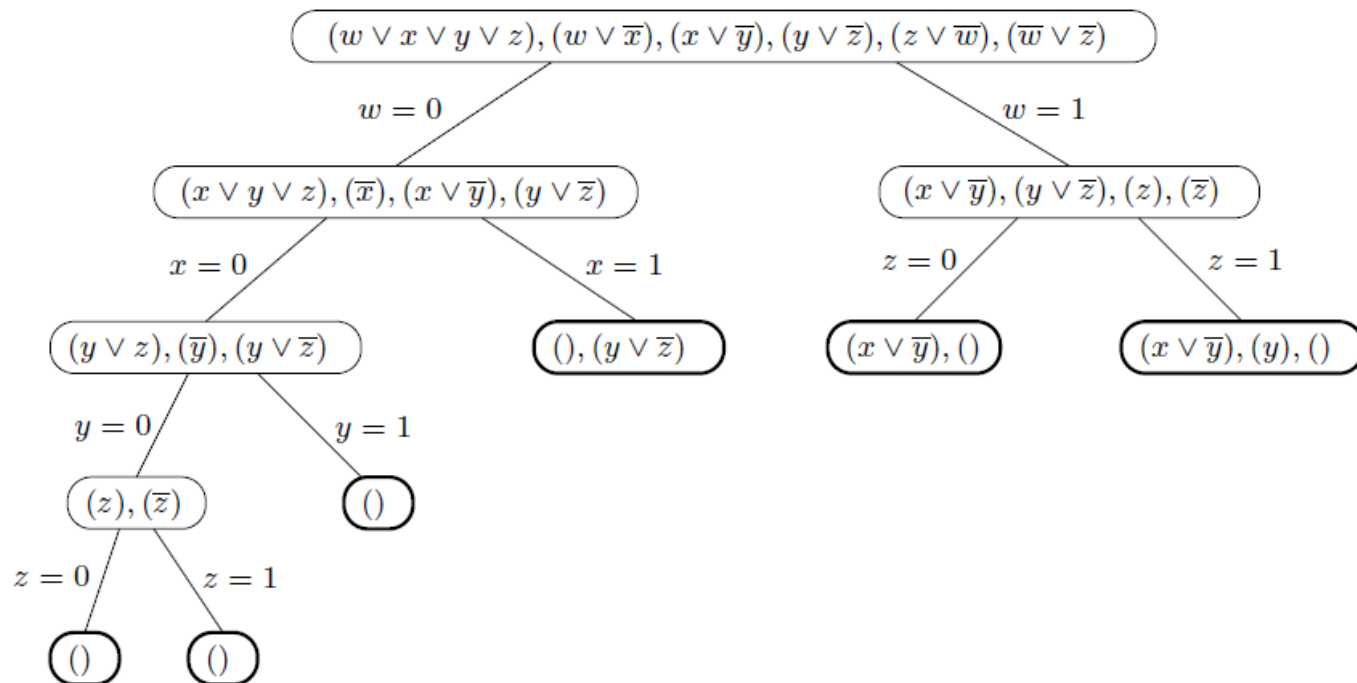 (w ∨ x ∨ y ∨ z), (w ∨ x̅), (x ∨ y̅), (y ∨ z̅), (z ∨ w̅), (w̅ ∨ z̅)
w = 0
w = 1
(x ∨ y ∨ z), (x̅), (x ∨ y̅), (y ∨ z̅)
(x ∨ y̅), (y ∨ z̅), (z), (z̅)
x = 0
x = 1
z = 0
z = 1
(y ∨ z), (y̅), (y ∨ z̅)
(), (y ∨ z̅)
(x ∨ y̅), ()
(x ∨ y̅), (y), ()
y = 0
y = 1
(z), (z̅)
()
z = 0
z = 1
()
()